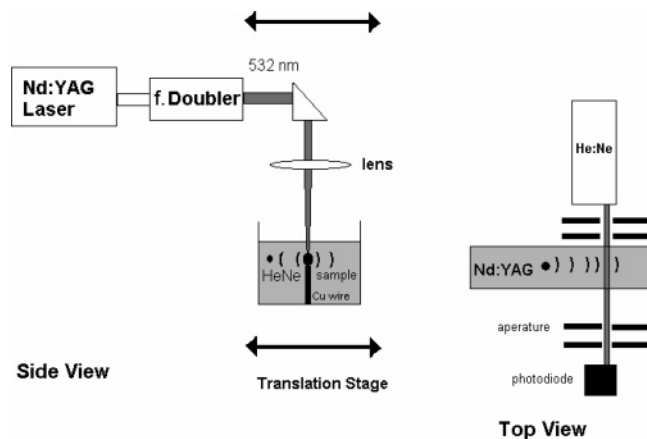 532 nm
Nd:YAG
Laser
f. Doubler
lens
HeNe
sample
Cu wire
Side View
Translation Stage
He:Ne
Nd:YAG
aperature
photodiode
Top View